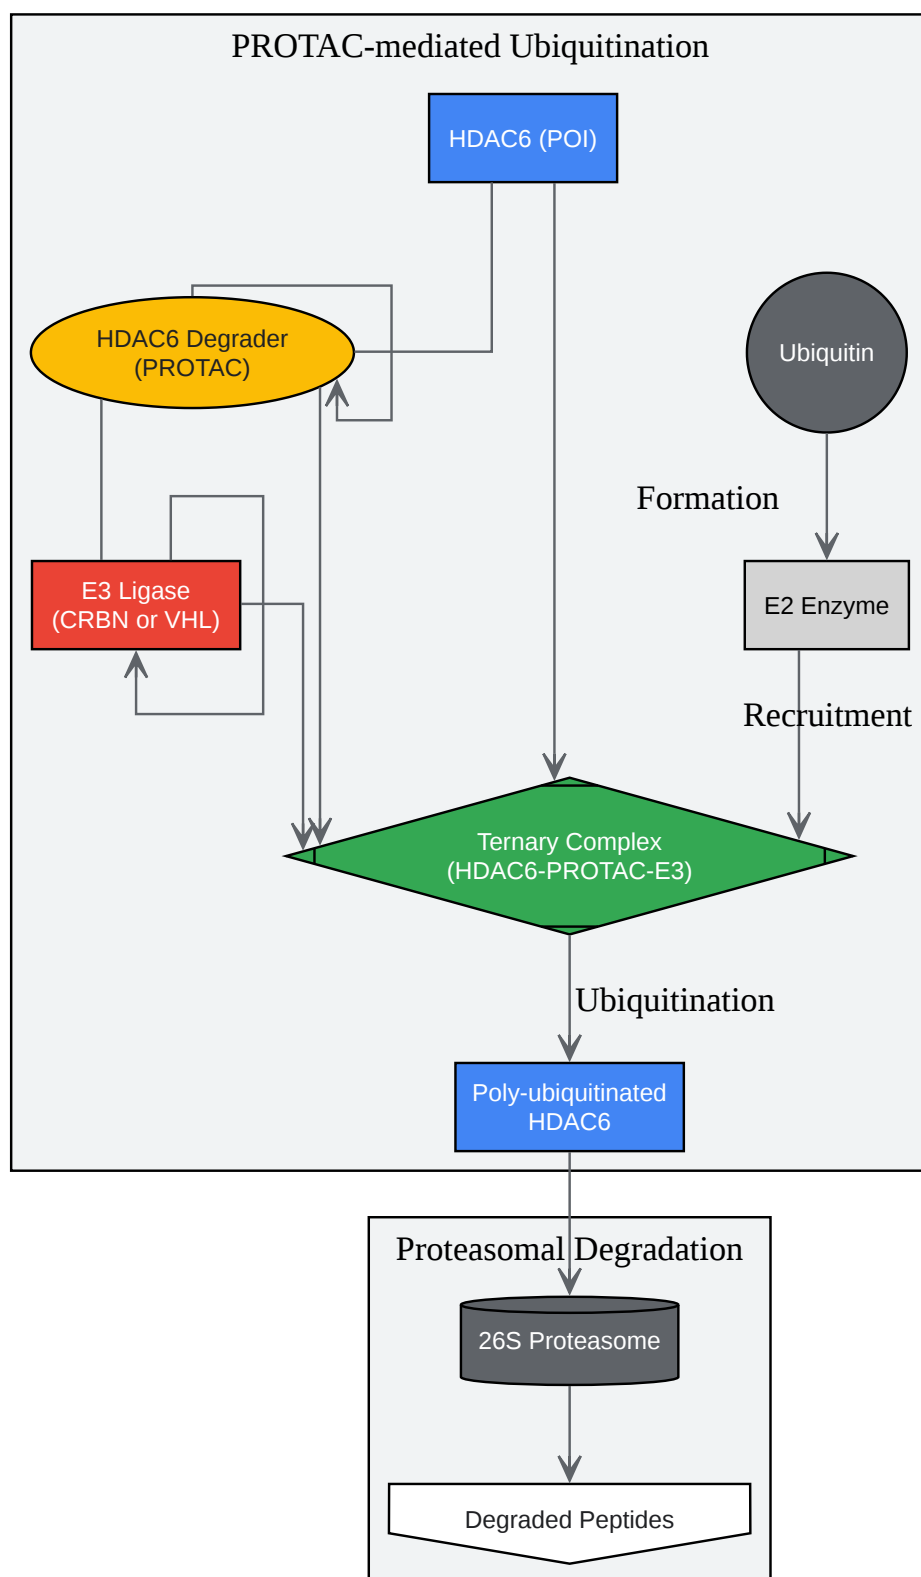 PROTAC-mediated Ubiquitination
HDAC6 (POI)
HDAC6 Degrader
(PROTAC)
Ubiquitin
Formation
E3 Ligase
(CRBN or VHL)
E2 Enzyme
Recruitment
Ternary Complex
(HDAC6-PROTAC-E3)
Ubiquitination
Poly-ubiquitinated
HDAC6
Proteasomal Degradation
26S Proteasome
Degraded Peptides